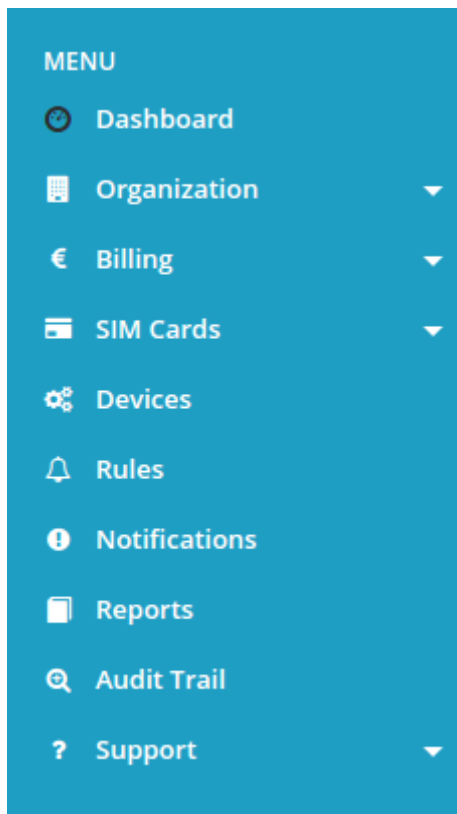 MENU
Dashboard
Organization
€ Billing
SIM Cards
Devices
Rules
Notifications
Reports
Audit Trail
? Support